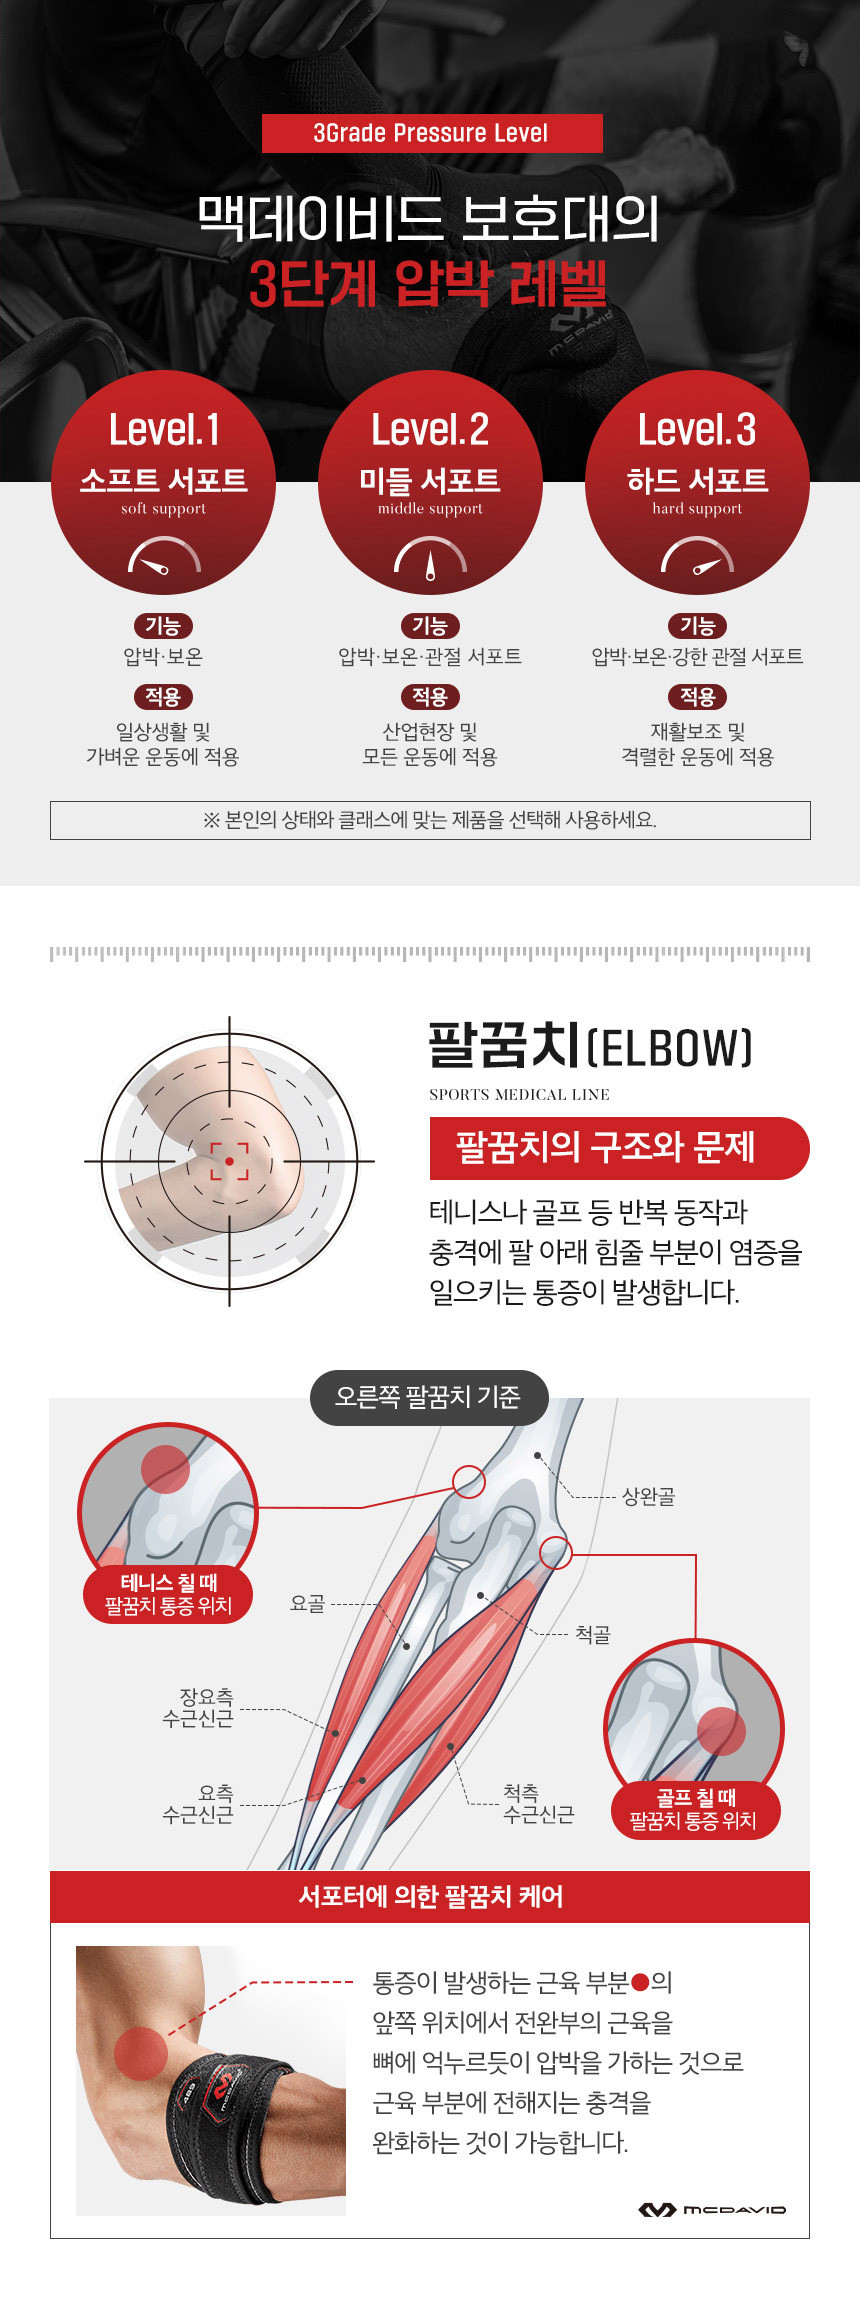 3Grade Pressure Level
맥데이비드 보호대의
3단계 압박 레벨
MCDAVID
Level.1
소프트 서포트
soft support
기능
압박·보온
적용
일상생활 및
가벼운 운동에 적용
Level.2
미들 서포트
middle support
기능
압박·보온·관절 서포트
적용
산업현장 및
모든 운동에 적용
Level.3
하드 서포트
hard support
기능
압박·보온·강한 관절 서포트
적용
재활보조 및
격렬한 운동에 적용
※ 본인의 상태와 클래스에 맞는 제품을 선택해 사용하세요.
팔꿈치(ELBOW)
SPORTS MEDICAL LINE
팔꿈치의 구조와 문제
테니스나 골프 등 반복 동작과
충격에 팔 아래 힘줄 부분이 염증을
일으키는 통증이 발생합니다.
오른쪽 팔꿈치 기준
상완골
테니스 칠 때
팔꿈치 통증 위치
요골
척골
장요측
수근신근
요측
수근신근
척측
수근신근
골프 칠 때
팔꿈치 통증 위치
서포터에 의한 팔꿈치 케어
통증이 발생하는 근육 부분●의
앞쪽 위치에서 전완부의 근육을
뼈에 억누르듯이 압박을 가하는 것으로
근육 부분에 전해지는 충격을
완화하는 것이 가능합니다.
489
MCDAVID
MCDAVID